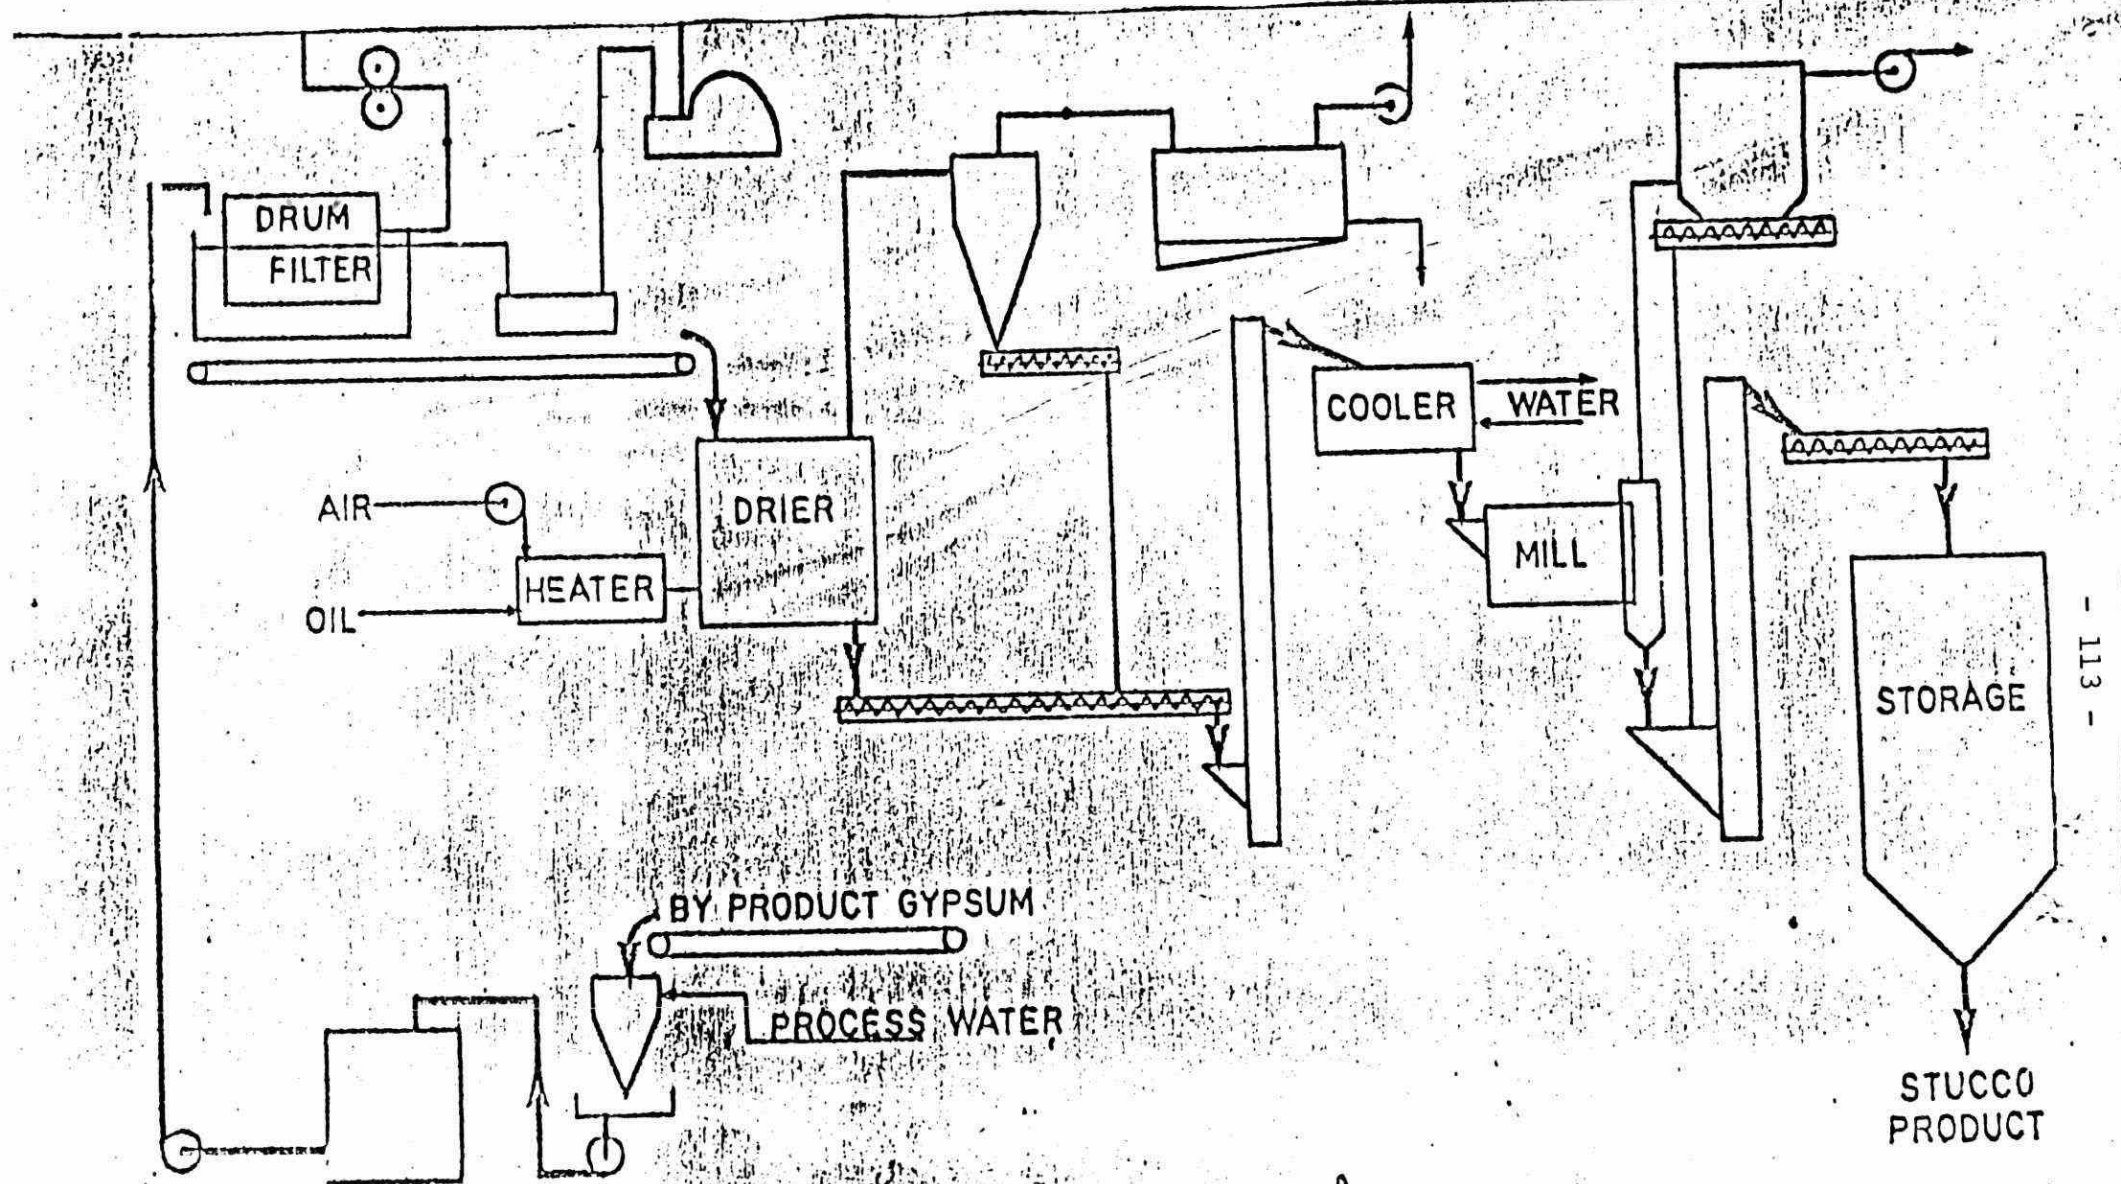 DRUM
FILTER
COOLER
WATER
AIR
DRIER
MILL
HEATER
OIL
STORAGE
- 113 -
BY PRODUCT GYPSUM
PROCESS WATER
STUCCO
PRODUCT